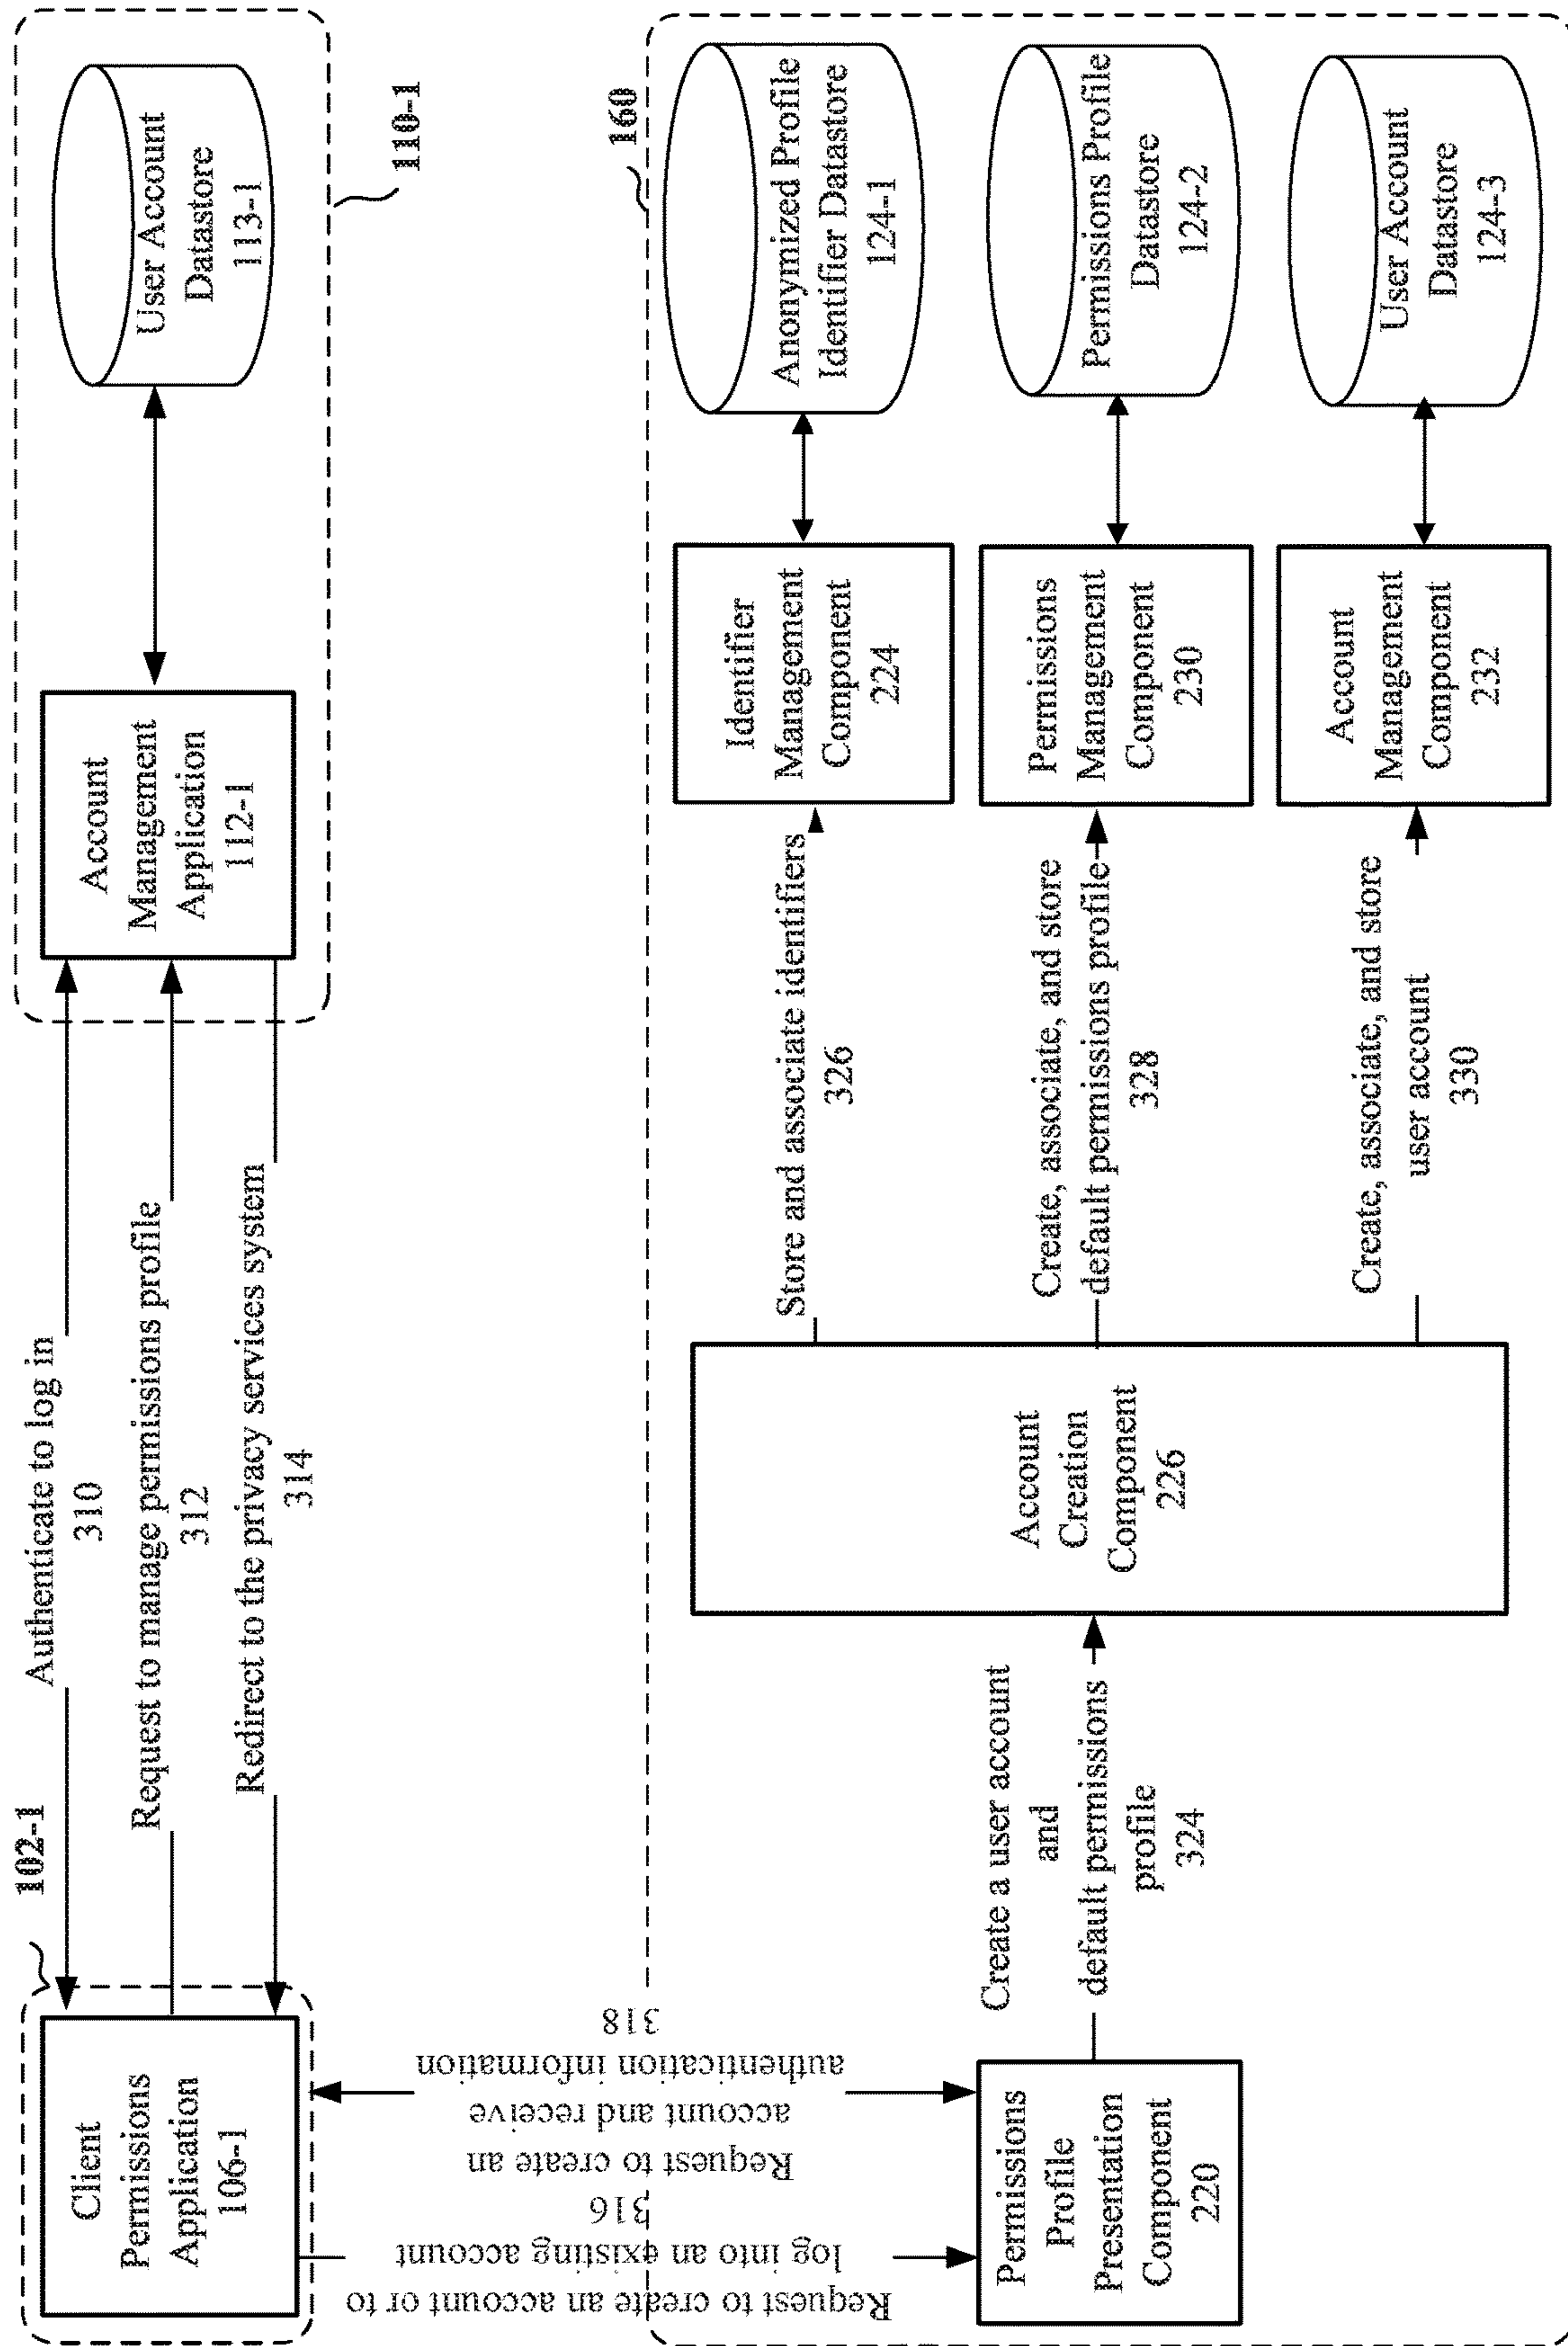 102-1
Client
Permissions
Application
106-1
Authenticate to log in
310
Request to manage permissions profile
312
Redirect to the privacy services system
314
Account
Management
Application
112-1
User Account
Datastore
113-1
110-1
Request to create an account or to
log into an existing account
316
Request to create an
account and receive
authentication information
318
160
Permissions
Profile
Presentation
Component
220
Create a user account
and
default permissions
profile
324
Account
Creation
Component
226
Store and associate identifiers
326
Create, associate, and store
default permissions profile
328
Create, associate, and store
user account
330
Identifier
Management
Component
224
Permissions
Management
Component
230
Account
Management
Component
232
Anonymized Profile
Identifier Datastore
124-1
Permissions Profile
Datastore
124-2
User Account
Datastore
124-3